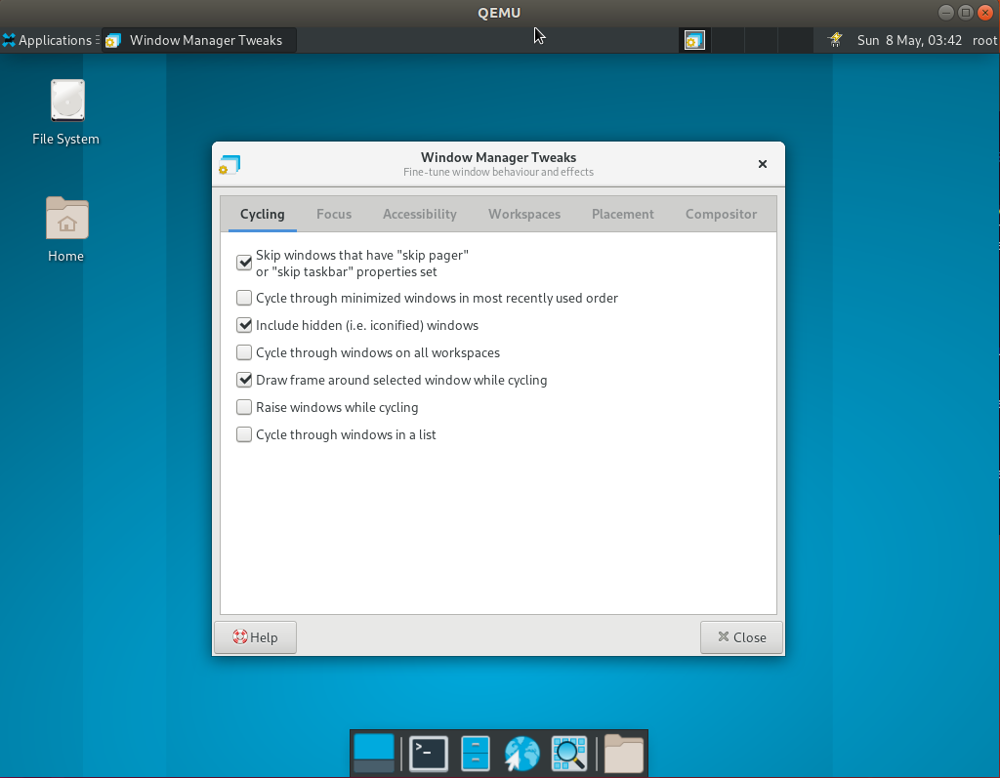 QEMU
Applications
Window Manager Tweaks
Sun 8 May, 03:42
root
File System
Home
Window Manager Tweaks
Fine-tune window behaviour and effects
Cycling Focus Accessibility Workspaces Placement Compositor
Skip windows that have "skip pager"
or "skip taskbar" properties set
Cycle through minimized windows in most recently used order
Include hidden (i.e. iconified) windows
Cycle through windows on all workspaces
Draw frame around selected window while cycling
Raise windows while cycling
Cycle through windows in a list
Help
Close